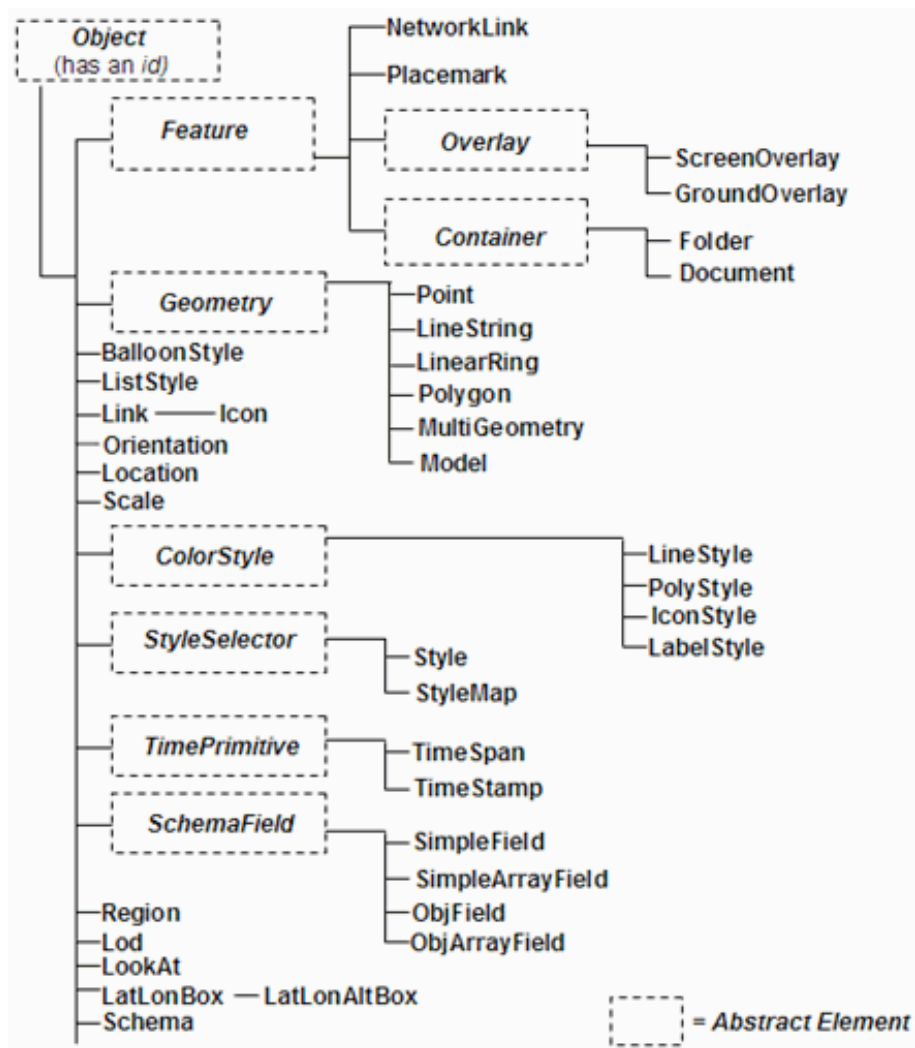 Object
(has an id)
NetworkLink
Placemark
Feature
Overlay
ScreenOverlay
GroundOverlay
Container
Folder
Document
Geometry
Point
LineString
LinearRing
Polygon
MultiGeometry
Model
BalloonStyle
ListStyle
Link
Icon
Orientation
Location
Scale
ColorStyle
LineStyle
PolyStyle
IconStyle
LabelStyle
StyleSelector
Style
StyleMap
TimePrimitive
TimeSpan
TimeStamp
SchemaField
SimpleField
SimpleArrayField
ObjField
ObjArrayField
Region
Lod
LookAt
LatLonBox
LatLonAltBox
Schema
= Abstract Element